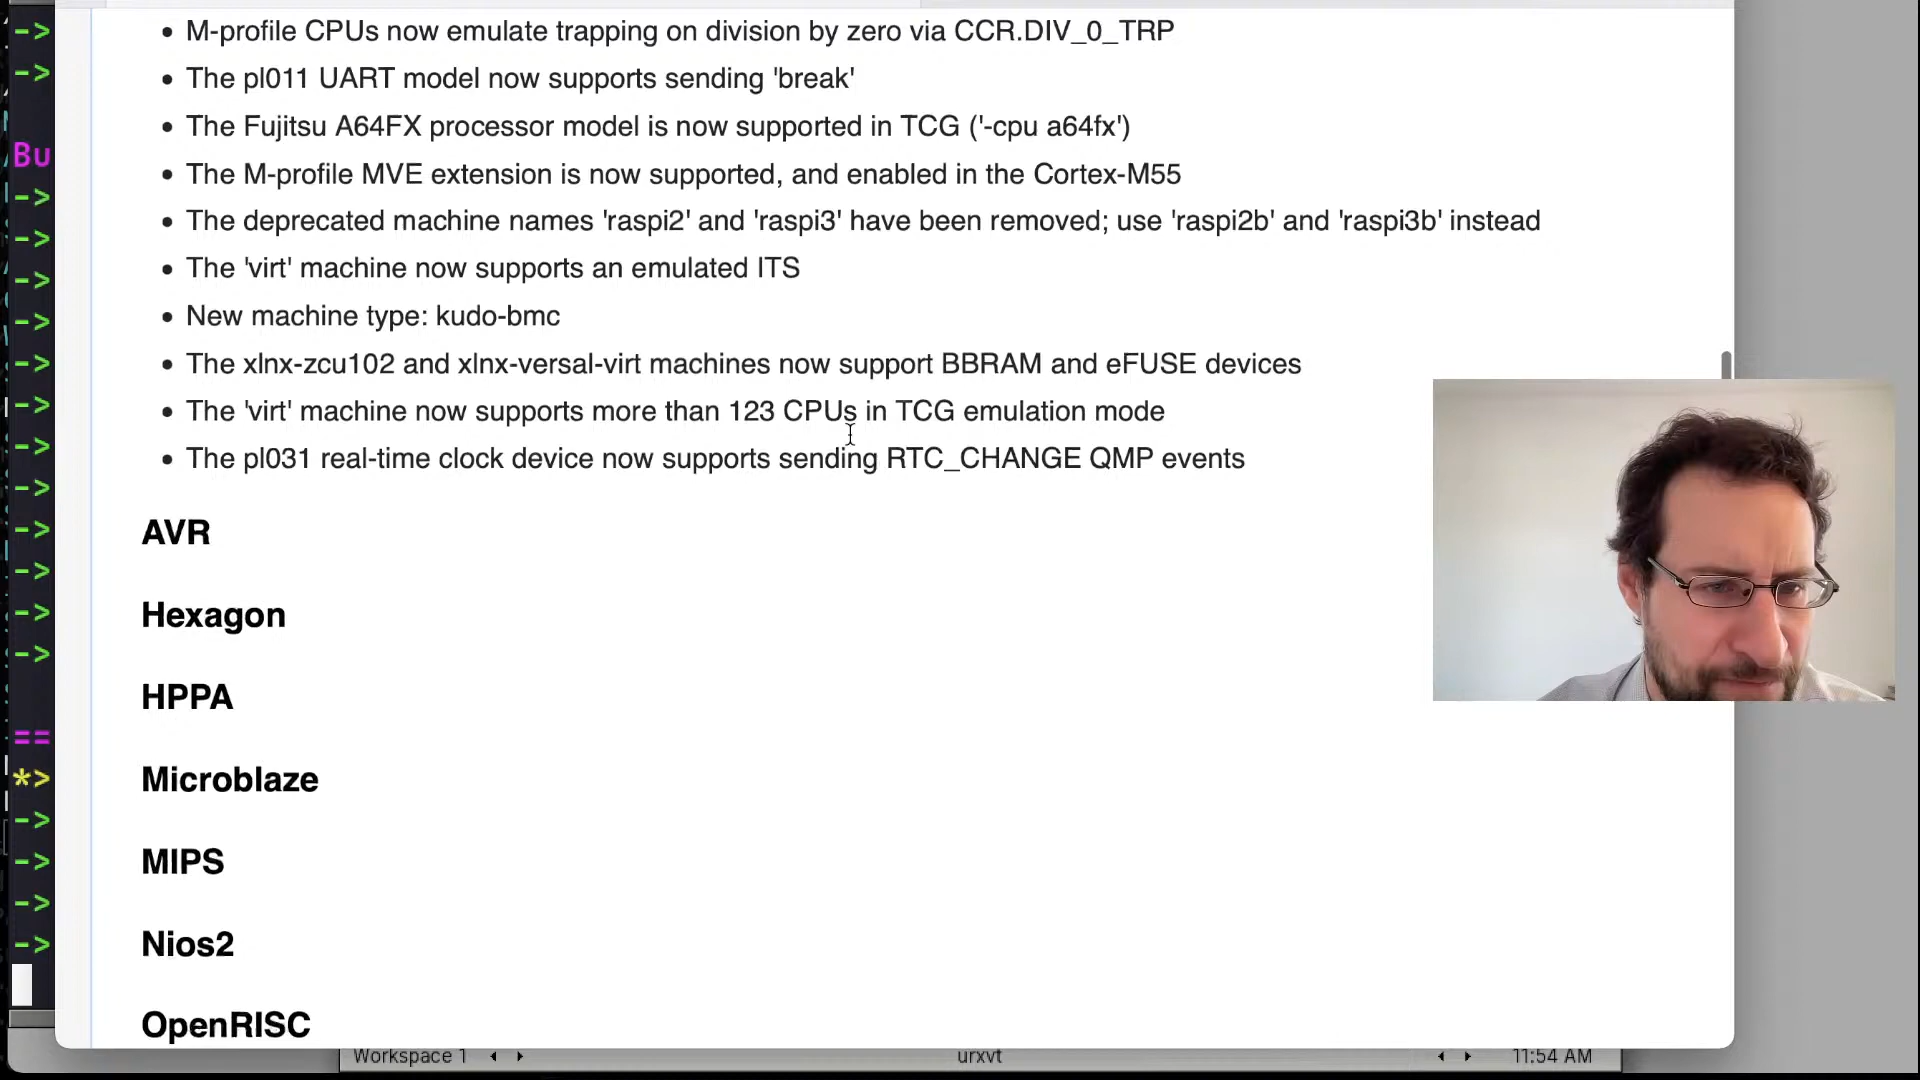 ->
• M-profile CPUs now emulate trapping on division by zero via CCR.DIV_0_TRP
->
• The pl011 UART model now supports sending 'break'
• The Fujitsu A64FX processor model is now supported in TCG ('-cpu a64fx')
Bu
• The M-profile MVE extension is now supported, and enabled in the Cortex-M55
->
• The deprecated machine names 'raspi2' and 'raspi3' have been removed; use 'raspi2b' and 'raspi3b' instead
->
• The 'virt' machine now supports an emulated ITS
->
• New machine type: kudo-bmc
->
• The xlnx-zcu102 and xlnx-versal-virt machines now support BBRAM and eFUSE devices
->
• The 'virt' machine now supports more than 123 CPUs in TCG emulation mode
->
• The pl031 real-time clock device now supports sending RTC_CHANGE QMP events
->
->
AVR
->
->
Hexagon
->
->
HPPA
==
Microblaze
*>
->
MIPS
->
->
Nios2
->
OpenRISC
Workspace 1
urxvt
11:54 AM